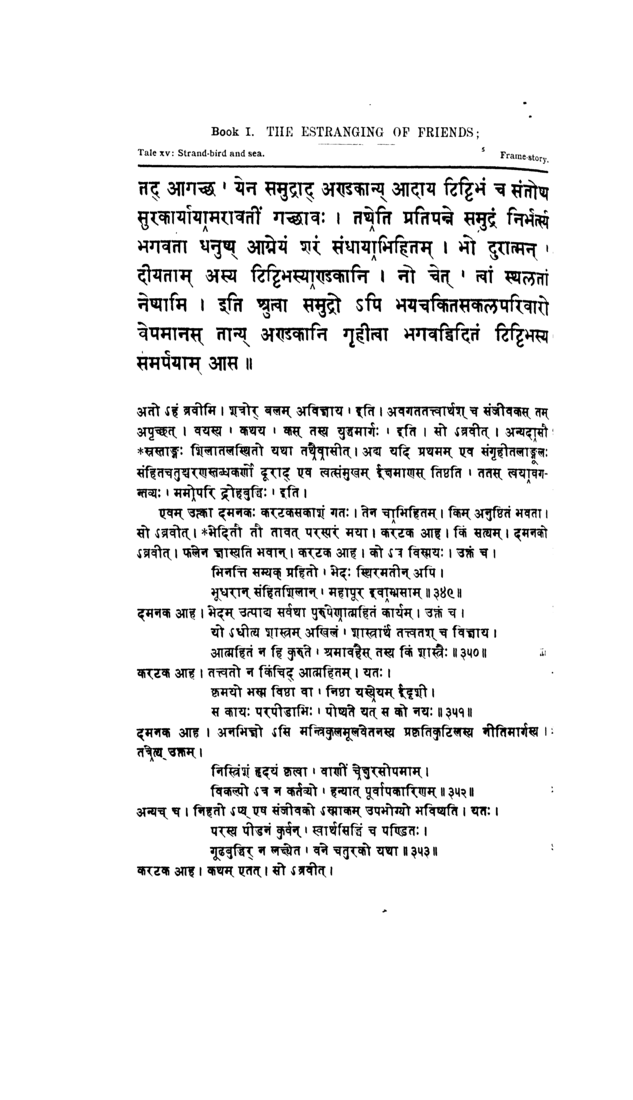 Book I. THE ESTRANGING OF FRIENDS;
Tale xv: Strand-bird and sea. Frame-story.
तद् आगच्छ ' येन समुद्राद् अण्डकान्य् आदाय टिट्टिभं च संतोष्य
सुरकार्यायामरावतीं गच्छावः । तथेति प्रतिपन्ने समुद्रं निर्भर्त्स्य
भगवता धनुष्य् आग्नेयं शरं संधायाभिहितम् । भो दुरात्मन् '
दीयताम् अस्य टिट्टिभस्याण्डकानि । नो चेत् ' त्वां स्थलतां
नेष्यामि । इति श्रुत्वा समुद्रो ऽपि भयचकितसकलपरिवारो
वेपमानस् तान्य् अण्डकानि गृहीत्वा भगवद्विदितं टिट्टिभस्य
समर्पयाम् आस ॥
अतो ऽहं ब्रवीमि । शत्रोर् बलम् अविज्ञाय ' इति । अवगततत्त्वार्थश् च संजीवकस् तम्
अपृच्छत् । वयस्य ' कथय ' कस् तस्य युद्धमार्गः ' इति । सो ऽब्रवीत् । अन्यदासौ
*स्रस्ताङ्गः शिलातलस्थितो यथा तथैवासीत् । अद्य यदि प्रथमम् एव संगृहीतलाङ्गूलः
संहितचतुश्चरणस्तब्धकर्णो दूराद् एव त्वत्संमुखम् ईक्षमाणस् तिष्ठति ' ततस् त्वयावग-
न्तव्यः ' ममोपरि द्रोहबुद्धिः ' इति ।
एवम् उक्त्वा दमनकः करटकसकाशं गतः । तेन चाभिहितम् । किम् अनुष्ठितं भवता ।
सो ऽब्रवीत् । *भेदितौ तौ तावत् परस्परं मया । करटक आह । किं सत्यम् । दमनको
ऽब्रवीत् । फलेन ज्ञास्यति भवान् । करटक आह । को ऽत्र विस्मयः । उक्तं च ।
भिनत्ति सम्यक् प्रहितो ' भेदः स्थिरमतीन् अपि ।
भूधरान् संहितशिलान् ' महापूर इवाम्भसाम् ॥ ३४९ ॥
दमनक आह । भेदम् उत्पाद्य सर्वथा पुरुषेणात्महितं कार्यम् । उक्तं च ।
यो ऽधीत्य शास्त्रम् अखिलं ' शास्त्रार्थं तत्त्वतश् च विज्ञाय ।
आत्महितं न हि कुरुते ' श्रमावहैस् तस्य किं शास्त्रैः ॥ ३५० ॥
करटक आह । तत्त्वतो न किंचिद् आत्महितम् । यतः ।
क्रमयो भस्म विष्ठा वा ' निष्ठा यस्येयम् ईदृशी ।
स कायः परपीडाभिः ' पोष्यते यत् स को नयः ॥ ३५१ ॥
दमनक आह । अनभिज्ञो ऽसि मन्त्रिकुलमूलवेतनस्य प्रकृतिकुटिलस्य नीतिमार्गस्य ।
तत्रैत्य् उक्तम् ।
निस्त्रिंशं हृदयं कृत्वा ' वाणीं चेक्षुरसोपमाम् ।
विकल्पो ऽत्र न कर्तव्यो ' हन्यात् पूर्वापकारिणम् ॥ ३५२ ॥
अन्यच् च । निहतो ऽप्य् एष संजीवको ऽस्माकम् उपभोग्यो भविष्यति । यतः ।
परस्य पीडनं कुर्वन् ' स्वार्थसिद्धिं च पण्डितः ।
गूढबुद्धिर् न लक्ष्येत ' वने चतुरको यथा ॥ ३५३ ॥
करटक आह । कथम् एतत् । सो ऽब्रवीत् ।